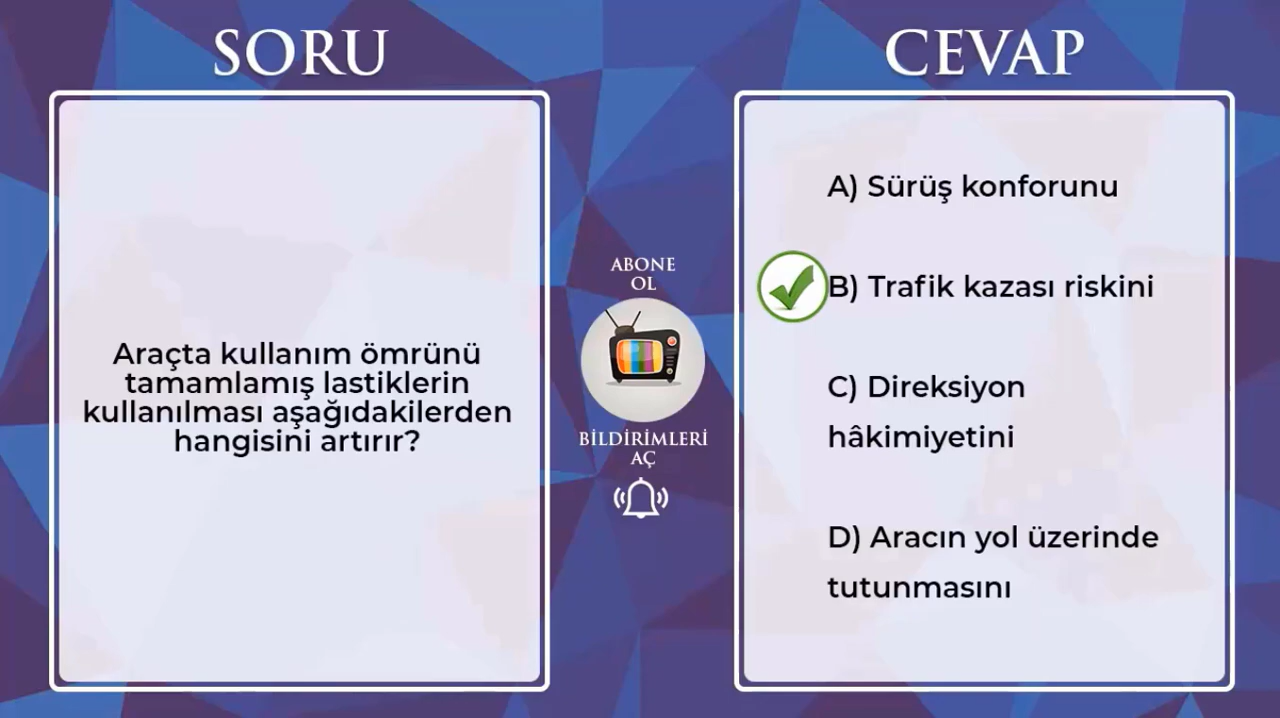 SORU
Araçta kullanım ömrünü
tamamlamış lastiklerin
kullanılması aşağıdakilerden
hangisini artırır?
ABONE
OL
BİLDİRİMLERİ
AÇ
CEVAP
A) Sürüş konforunu
B) Trafik kazası riskini
C) Direksiyon
hâkimiyetini
D) Aracın yol üzerinde
tutunmasını